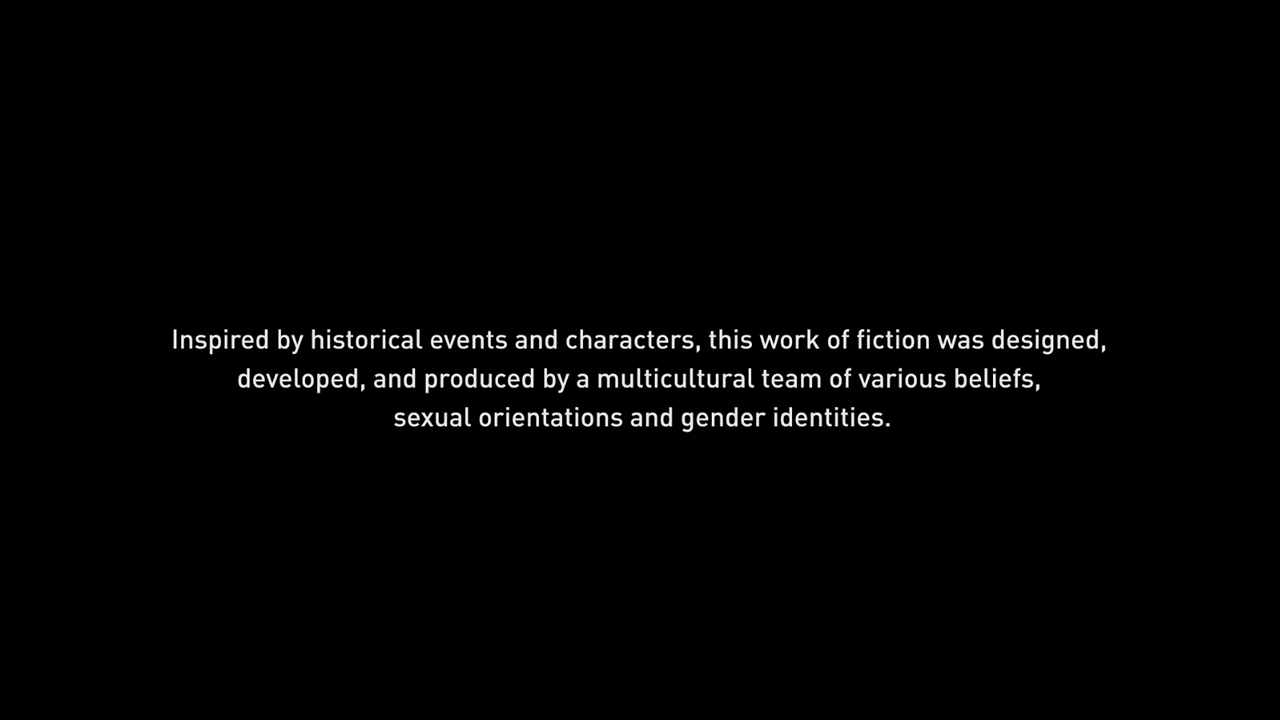 Inspired by historical events and characters, this work of fiction was designed,
developed, and produced by a multicultural team of various beliefs,
sexual orientations and gender identities.